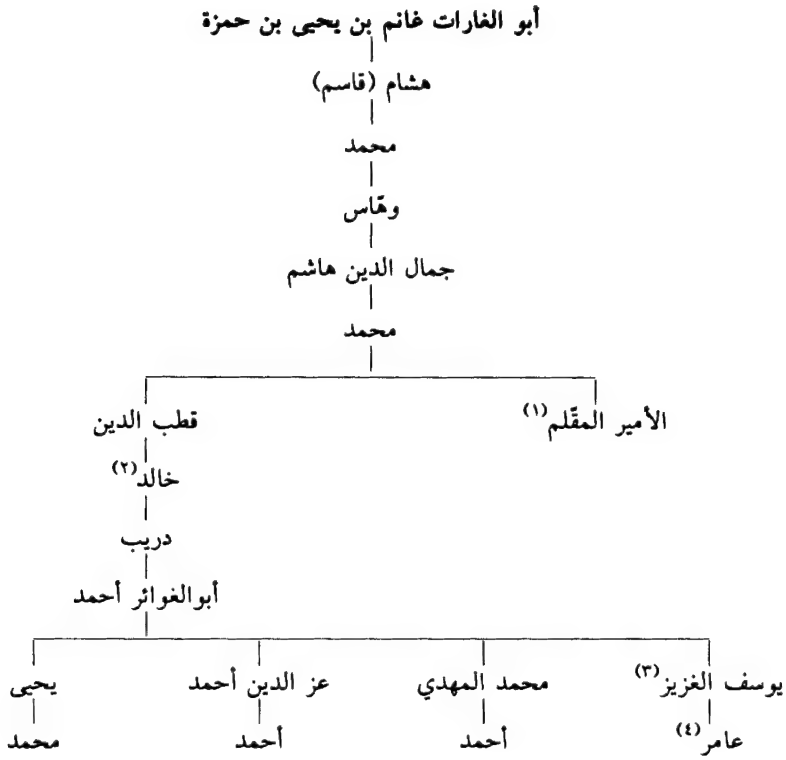 أبو الغارات غانم بن يحيى بن حمزة
هشام (قاسم)
محمد
وهّاس
جمال الدين هاشم
محمد
الأمير المقّلم(١) قطب الدين
خالد(٢)
دريب
أبوالغوائر أحمد
يوسف الغزيز(٣) محمد المهدي عز الدين أحمد يحيى
عامر(٤) أحمد أحمد محمد